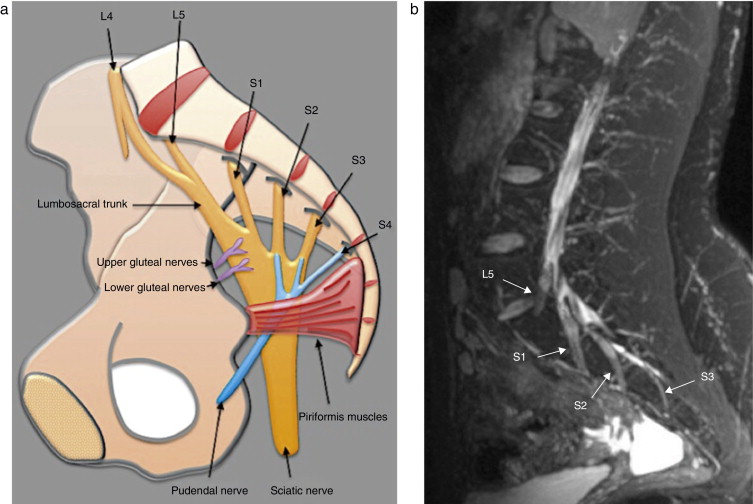 a
L4
L5
S1
S2
S3
S4
Lumbosacral trunk
Upper gluteal nerves
Lower gluteal nerves
Piriformis muscles
Pudendal nerve
Sciatic nerve
b
L5
S1
S2
S3